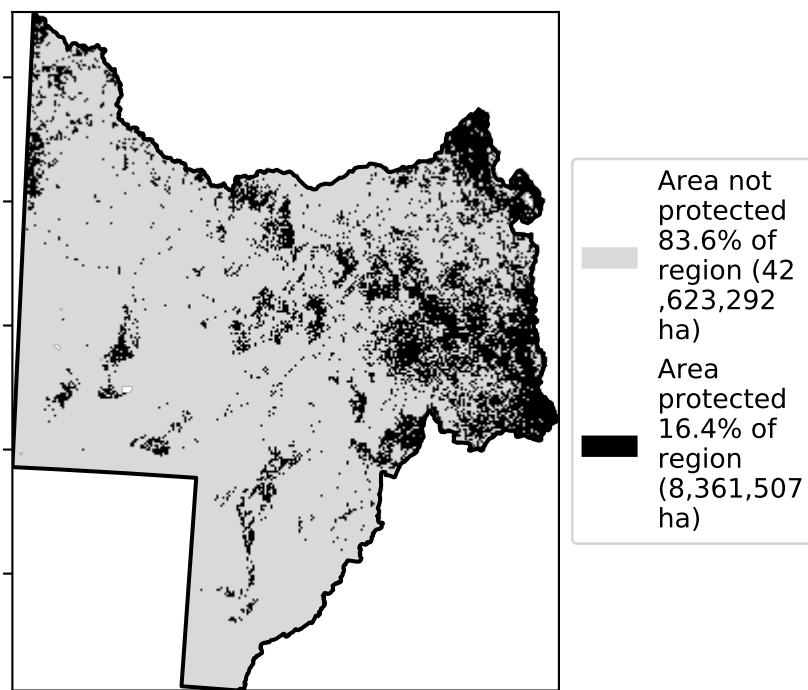 Area not
protected
83.6% of
region (42
,623,292
ha)
Area
protected
16.4% of
region
(8,361,507
ha)